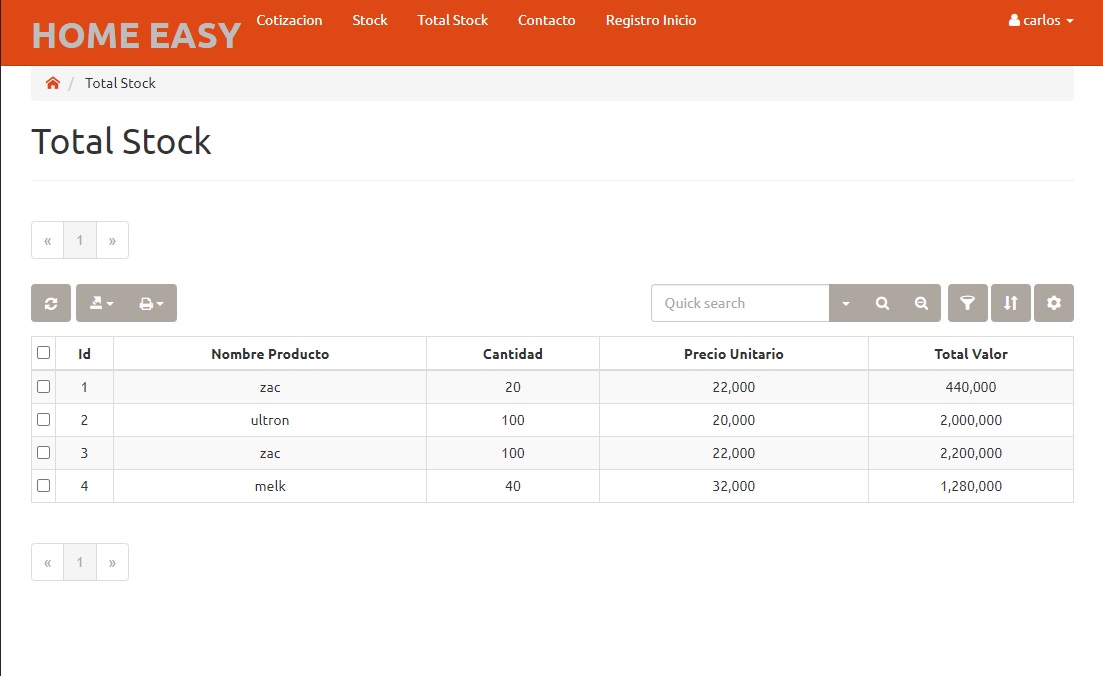 HOME EASY Cotizacion Stock Total Stock Contacto Registro Inicio carlos
/ Total Stock
Total Stock
« 1 »
Quick search
Id Nombre Producto Cantidad Precio Unitario Total Valor
1 zac 20 22,000 440,000
2 ultron 100 20,000 2,000,000
3 zac 100 22,000 2,200,000
4 melk 40 32,000 1,280,000
« 1 »